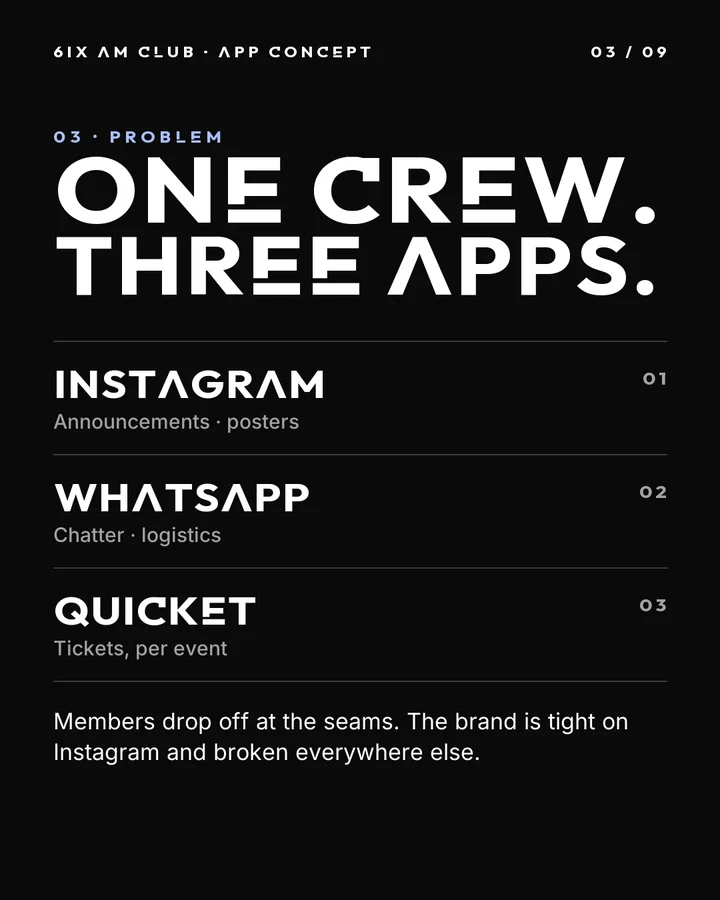 6IX AM CLUB · APP CONCEPT
03 / 09
03 · PROBLEM
ONE CREW.
THREE APPS.
INSTAGRAM
01
Announcements · posters
WHATSAPP
02
Chatter · logistics
QUICKET
03
Tickets, per event
Members drop off at the seams. The brand is tight on
Instagram and broken everywhere else.